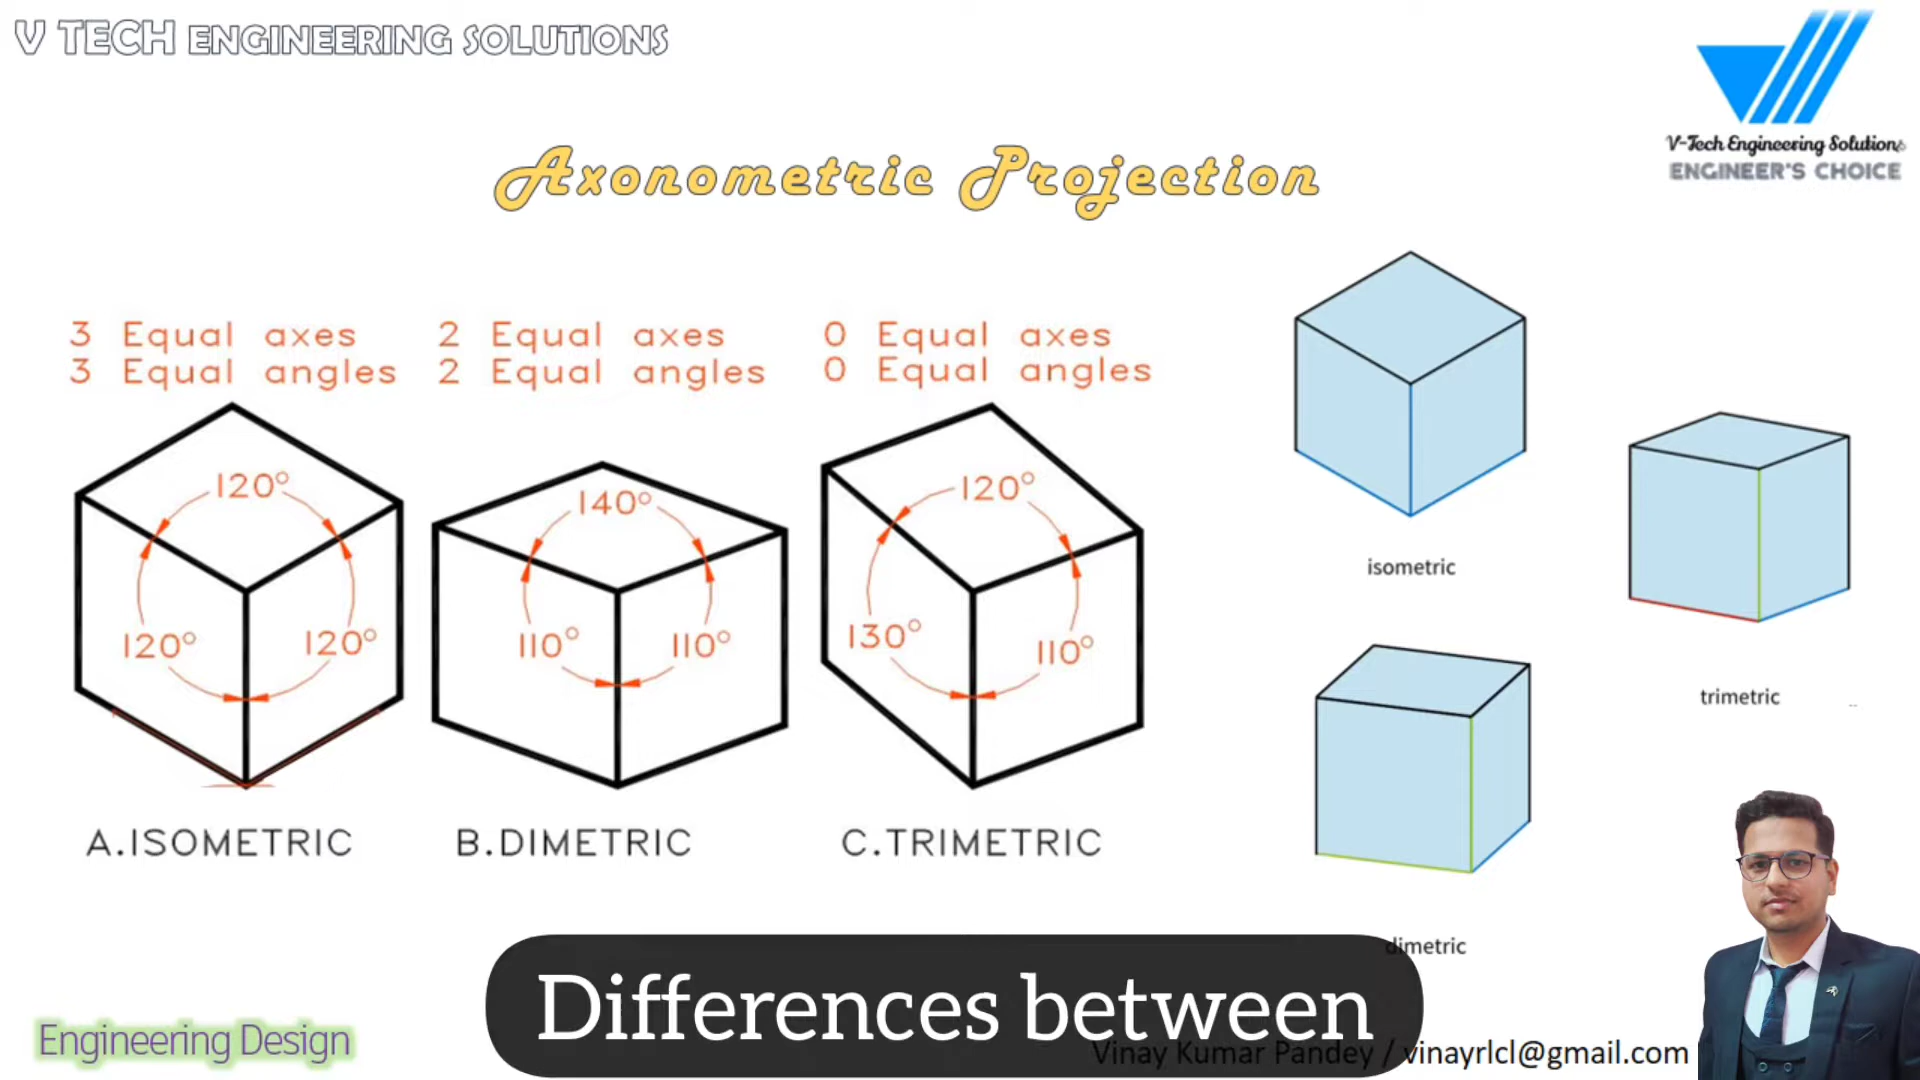 V TECH ENGINEERING SOLUTIONS
V-Tech Engineering Solutions
ENGINEER'S CHOICE
Axonometric Projection
3 Equal axes
3 Equal angles
2 Equal axes
2 Equal angles
0 Equal axes
0 Equal angles
120°
120°
120°
140°
110°
110°
120°
130°
110°
A.ISOMETRIC
B.DIMETRIC
C.TRIMETRIC
isometric
trimetric
dimetric
Differences between
Engineering Design
Vinay Kumar Pandey / vinayrlcl@gmail.com